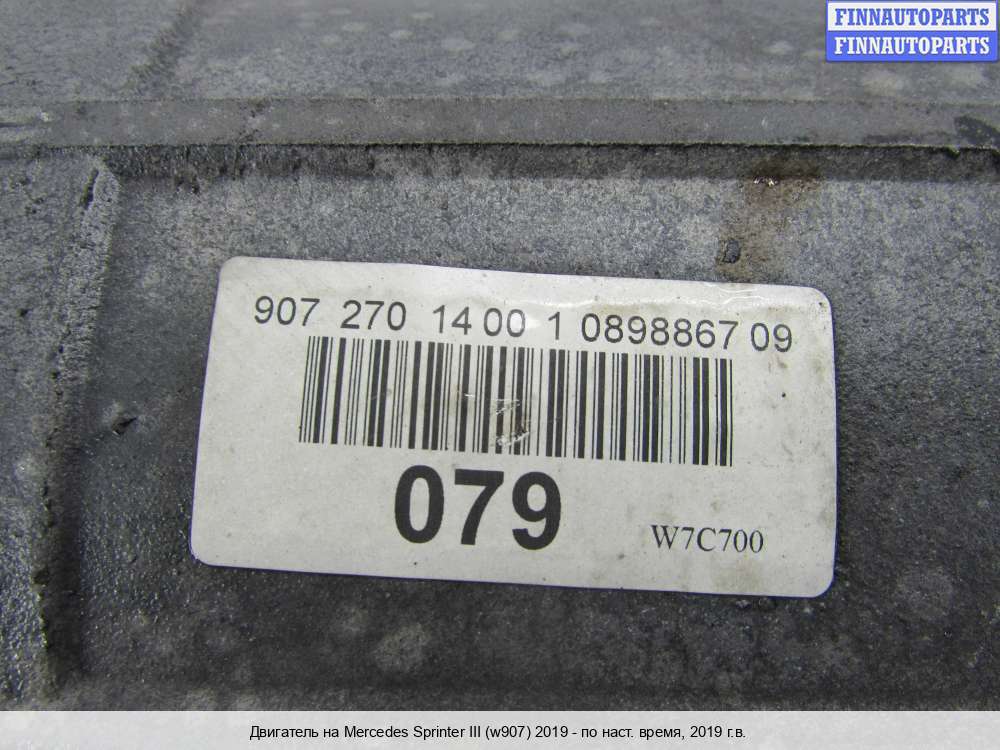 FINNAUTOPARTS
FINNAUTOPARTS
907 270 14 00 1 0898867 09
079
W7C700
Двигатель на Mercedes Sprinter III (w907) 2019 - по наст. время, 2019 г.в.